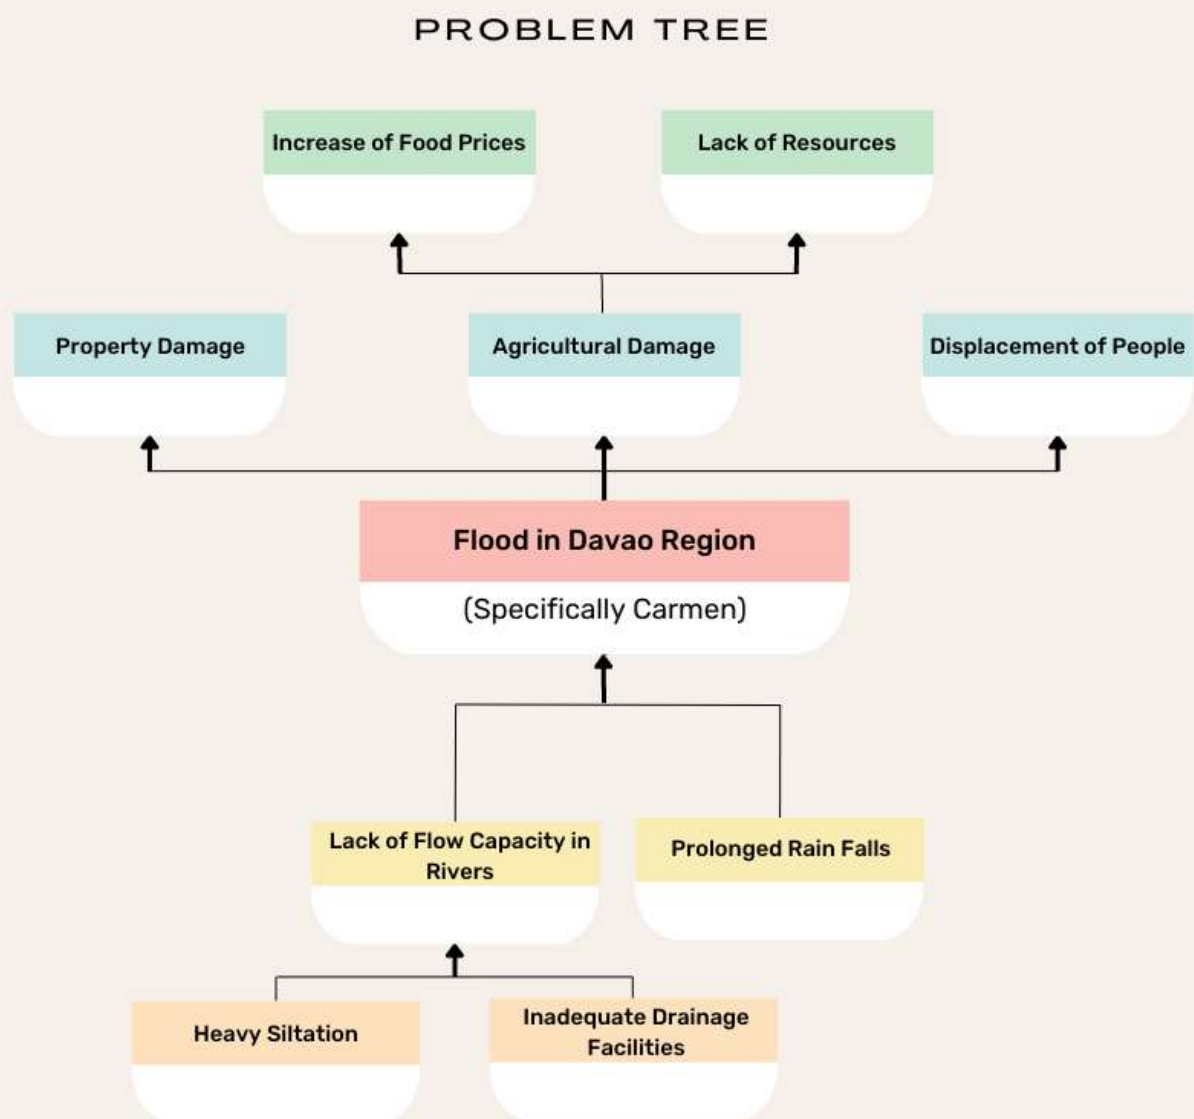 PROBLEM TREE
Increase of Food Prices
Lack of Resources
Property Damage
Agricultural Damage
Displacement of People
Flood in Davao Region
(Specifically Carmen)
Lack of Flow Capacity in
Rivers
Prolonged Rain Falls
Heavy Siltation
Inadequate Drainage
Facilities